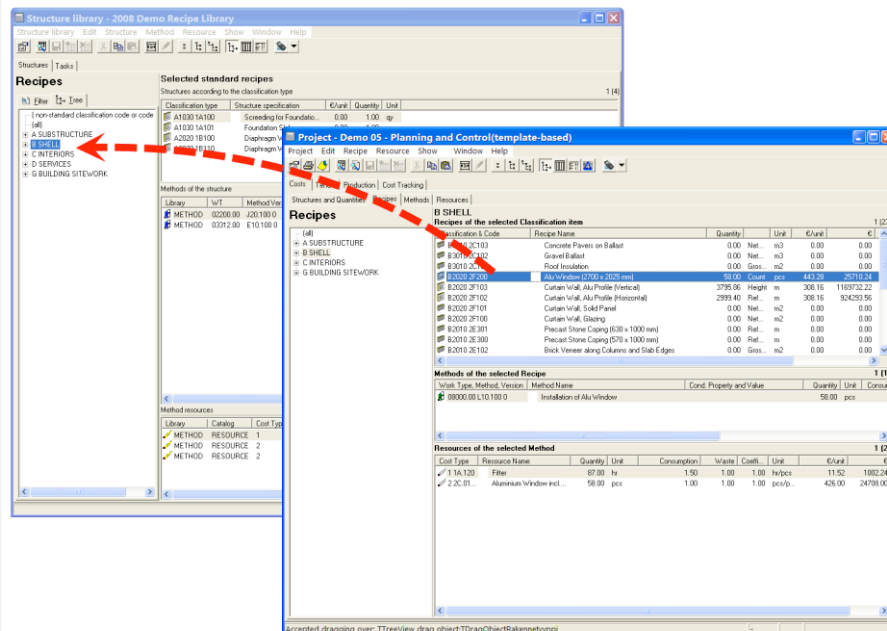 Structure library - 2008 Demo Recipe Library
Structure library Edit Structure Method Resource Show Window Help
Structures Tasks
Recipes
Filter Tree
( non-standard classification code or code
(all)
A SUBSTRUCTURE
B SHELL
C INTERIORS
D SERVICES
G BUILDING SITEWORK
Selected standard recipes
Structures according to the classification type 1 (4)
Classification type Structure specification €/unit Quantity Unit
A1030 1A100 Screeding for Foundatio... 0.00 1.00 qy
A1030 1A101 Foundation
A2020 1B100 Diaphragm
Diaphragm
Methods of the structure
Library WT Method Ver
METHOD 02200.00 J20.100 0
METHOD 03312.00 E10.100 0
Method resources
Library Catalog Cost Typ
METHOD RESOURCE 1
METHOD RESOURCE 2
METHOD RESOURCE 2
Project - Demo 05 - Planning and Control(template-based)
Project Edit Recipe Resource Show Window Help
Costs Production Cost Tracking
Structures and Quantities Recipes Methods Resources
Recipes
(all)
A SUBSTRUCTURE
B SHELL
C INTERIORS
G BUILDING SITEWORK
B SHELL
Recipes of the selected Classification item
Classification & Code Recipe Name Quantity Unit €/unit €
B3010 2C103 Concrete Pavers on Ballast 0.00 Net... m3 0.00 0.00
B3010 2C102 Gravel Ballast 0.00 Net... m3 0.00 0.00
B3010 Roof Insulation 0.00 Gros... m2 0.00 0.00
B2020 2F200 Alu Window (2700 x 2025 mm) 58.00 Count pcs 443.28 25710.24
B2020 2F103 Curtain Wall, Alu Profile (Vertical) 3795.86 Height m 308.16 1169732.22
B2020 2F102 Curtain Wall, Alu Profile (Horizontal) 2999.40 Ref... m 308.16 924293.56
B2020 2F101 Curtain Wall, Solid Panel 0.00 Net... m2 0.00 0.00
B2020 2F100 Curtain Wall, Glazing 0.00 Net... m2 0.00 0.00
B2010 2E301 Precast Stone Coping (630 x 1000 mm) 0.00 Ref... m 0.00 0.00
B2010 2E300 Precast Stone Coping (570 x 1000 mm) 0.00 Ref... m 0.00 0.00
B2010 2E102 Brick Veneer along Columns and Slab Edges 0.00 Gros... m2 0.00 0.00
Methods of the selected Recipe
Work Type, Method, Version Method Name Cond. Property and Value Quantity Unit Consu
08000.00 L10.100 0 Installation of Alu Window 58.00 pcs
Resources of the selected Method
Cost Type Resource Name Quantity Unit Consumption Waste Coeffi... Unit €/unit €
1 1A.120 Fitter 87.00 hr 1.50 1.00 1.00 hr/pcs 11.52 1002.24
2 2C.01... Aluminium Window incl.... 58.00 pcs 1.00 1.00 1.00 pcs/p... 426.00 24708.00
Accepted dragging over: TTreeView drag object:TDragObjectRakennetyyppi